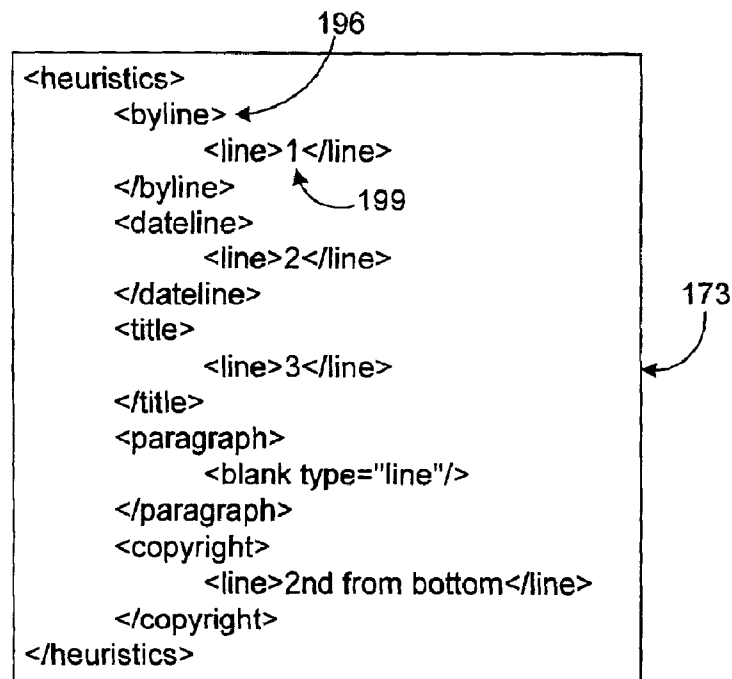 196
<heuristics>
<byline>
<line>1</line>
</byline>
199
<dateline>
<line>2</line>
</dateline>
173
<title>
<line>3</line>
</title>
<paragraph>
<blank type="line"/>
</paragraph>
<copyright>
<line>2nd from bottom</line>
</copyright>
</heuristics>